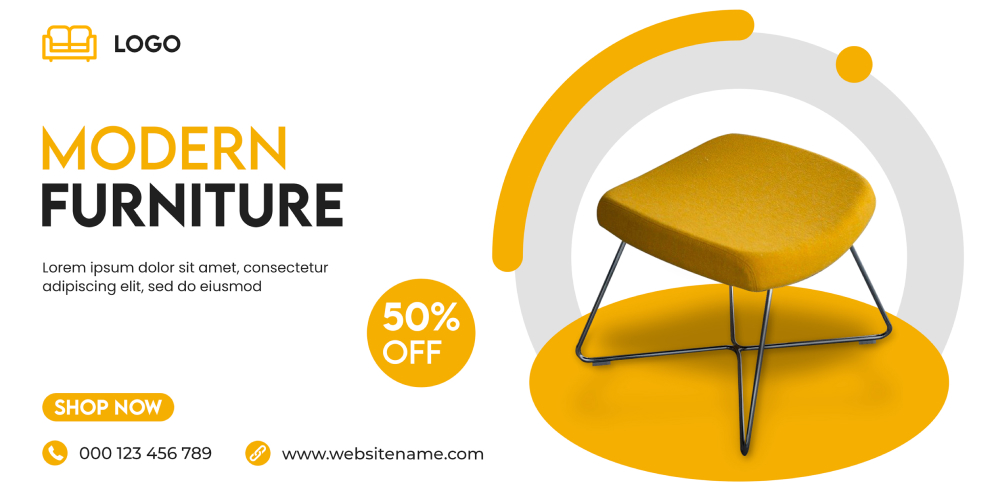 LOGO
MODERN
FURNITURE
Lorem ipsum dolor sit amet, consectetur
adipiscing elit, sed do eiusmod
50%
OFF
SHOP NOW
000 123 456 789
www.websitename.com